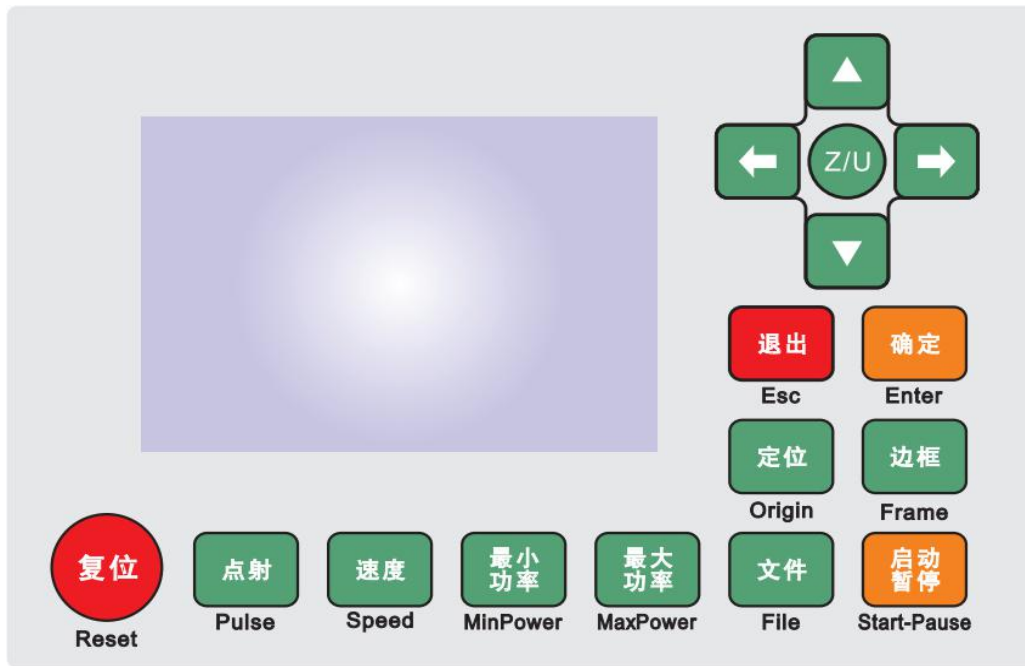 Z/U
退出
确定
Esc
Enter
定位
边框
Origin
Frame
复位
点射
速度
最小
功率
最大
功率
文件
启动
暂停
Reset
Pulse
Speed
MinPower
MaxPower
File
Start-Pause